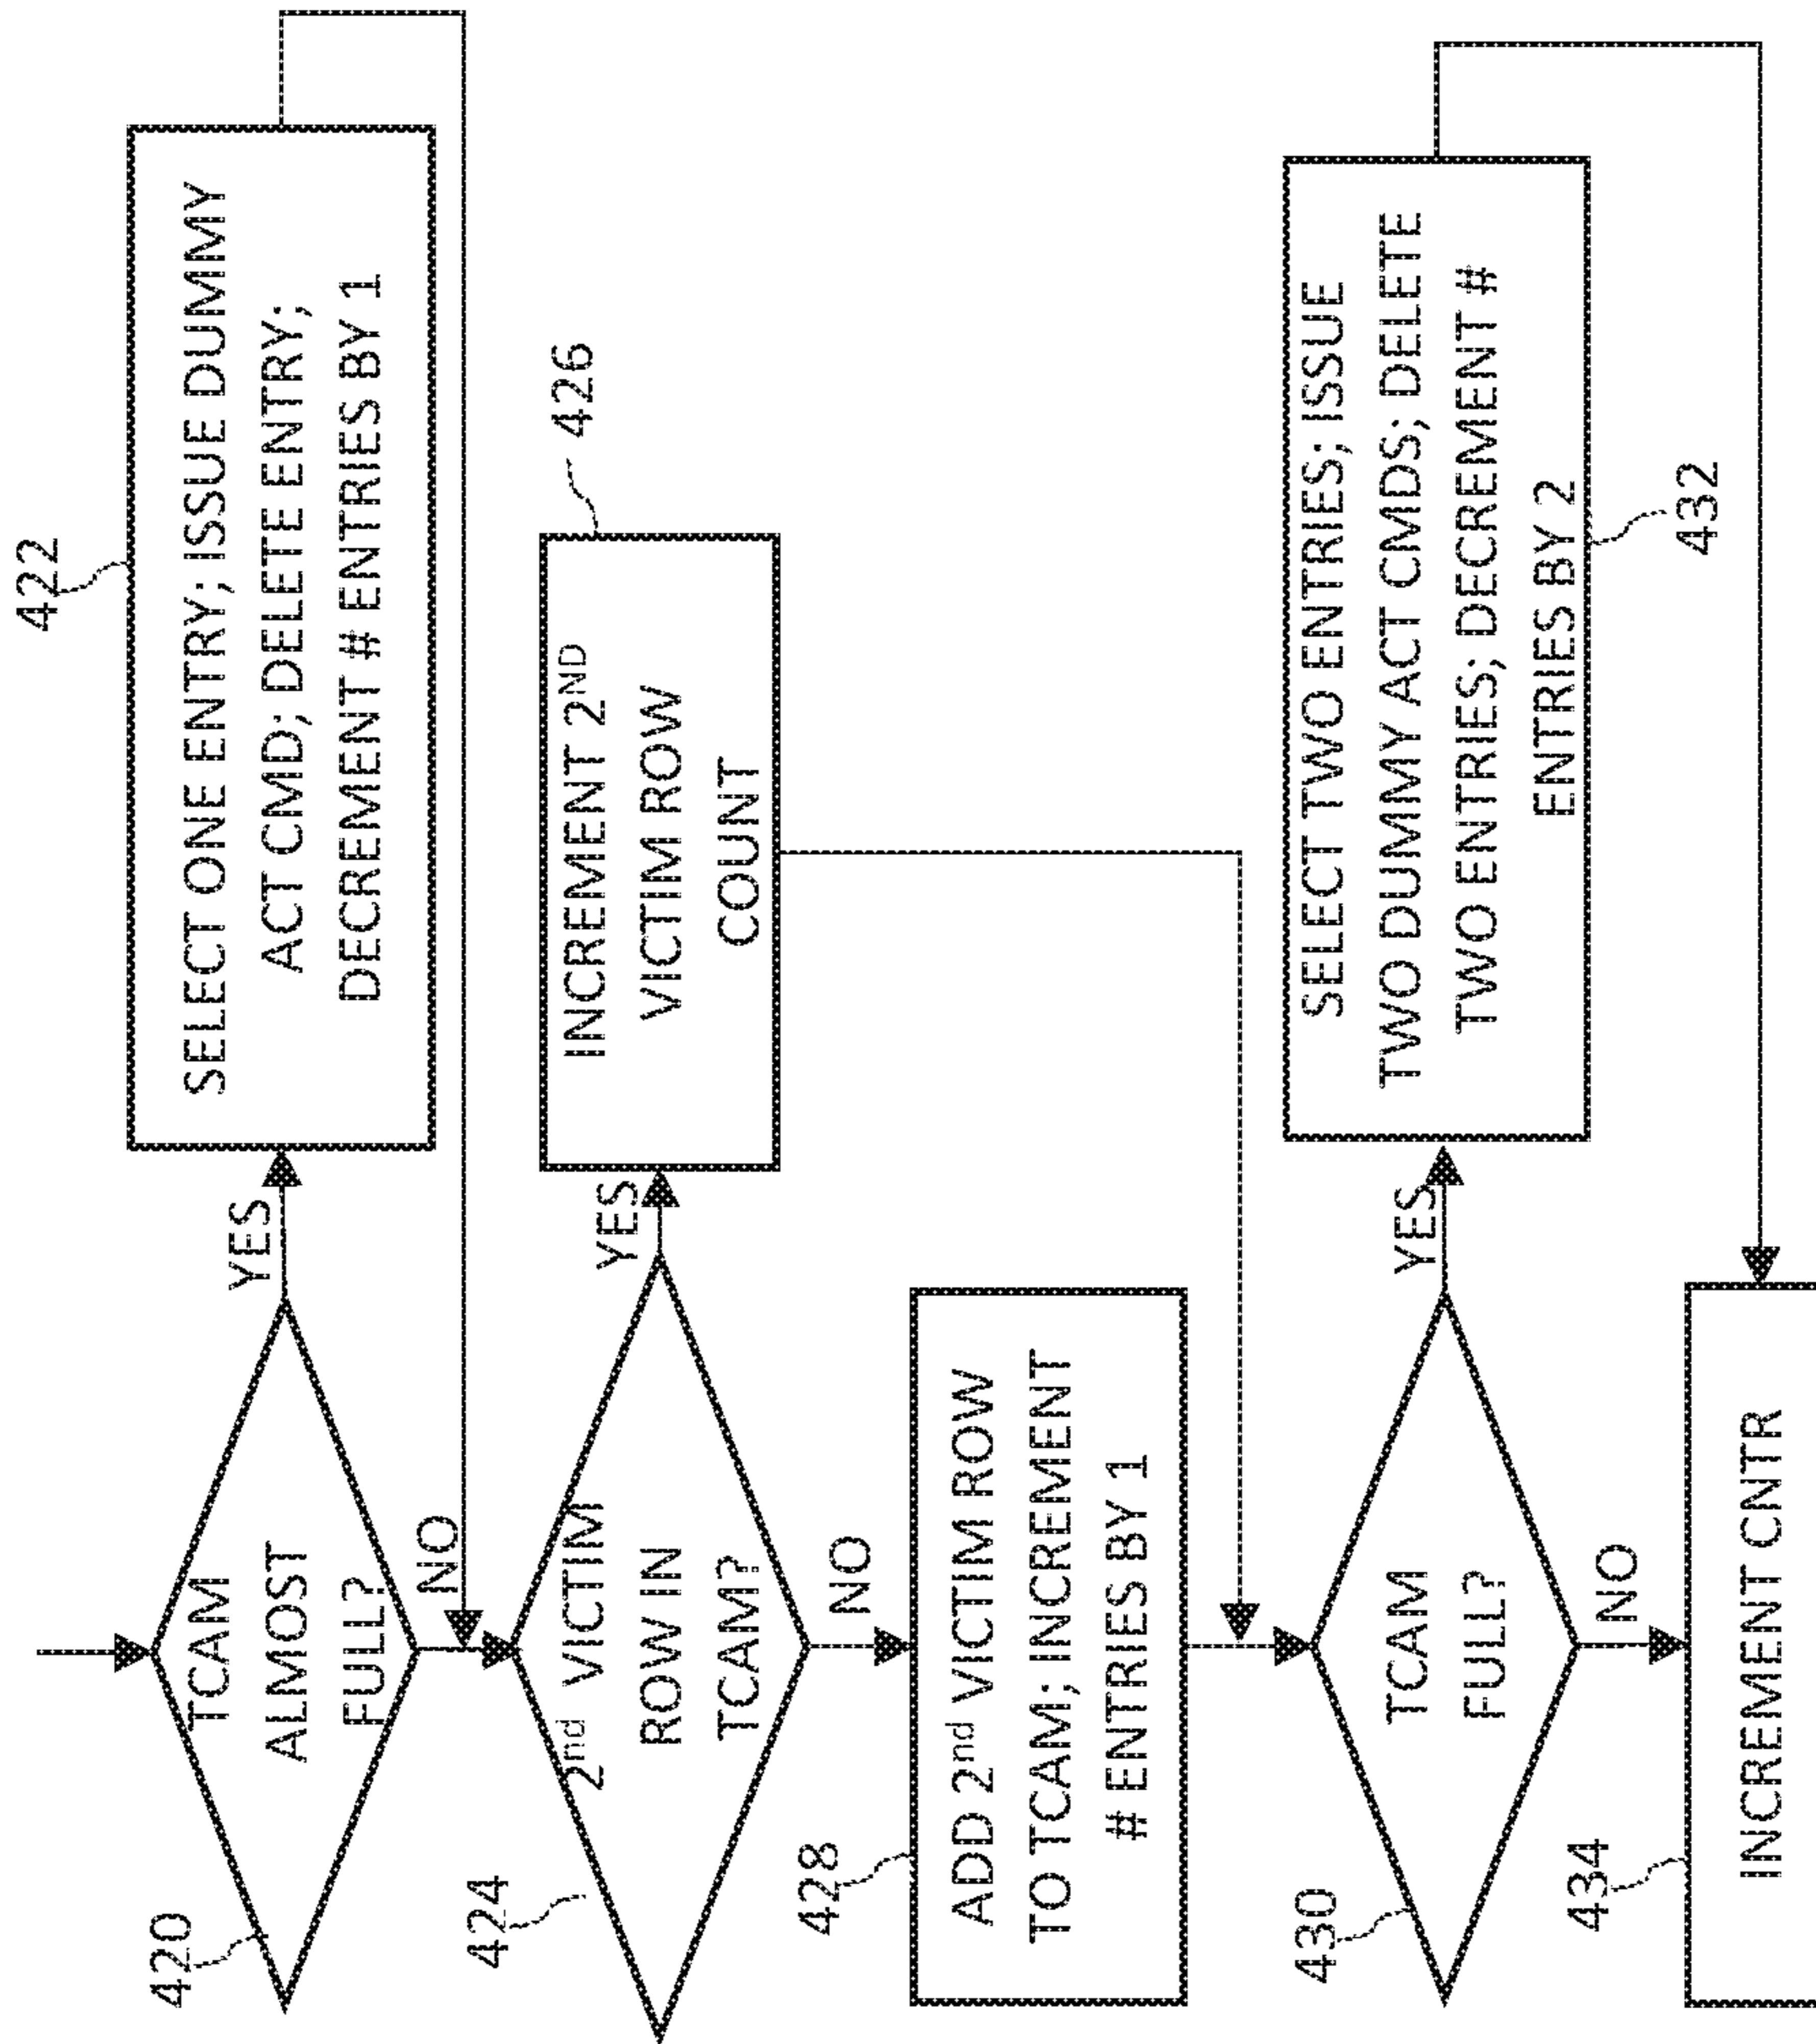 420
TCAM
ALMOST
FULL?
YES
NO
422
SELECT ONE ENTRY; ISSUE DUMMY
ACT CMD; DELETE ENTRY;
DECREMENT # ENTRIES BY 1
424
2nd VICTIM
ROW IN
TCAM?
YES
NO
426
INCREMENT 2ND
VICTIM ROW
COUNT
428
ADD 2nd VICTIM ROW
TO TCAM; INCREMENT
# ENTRIES BY 1
430
TCAM
FULL?
YES
NO
SELECT TWO ENTRIES; ISSUE
TWO DUMMY ACT CMDS; DELETE
TWO ENTRIES; DECREMENT #
ENTRIES BY 2
432
434
INCREMENT CNTR